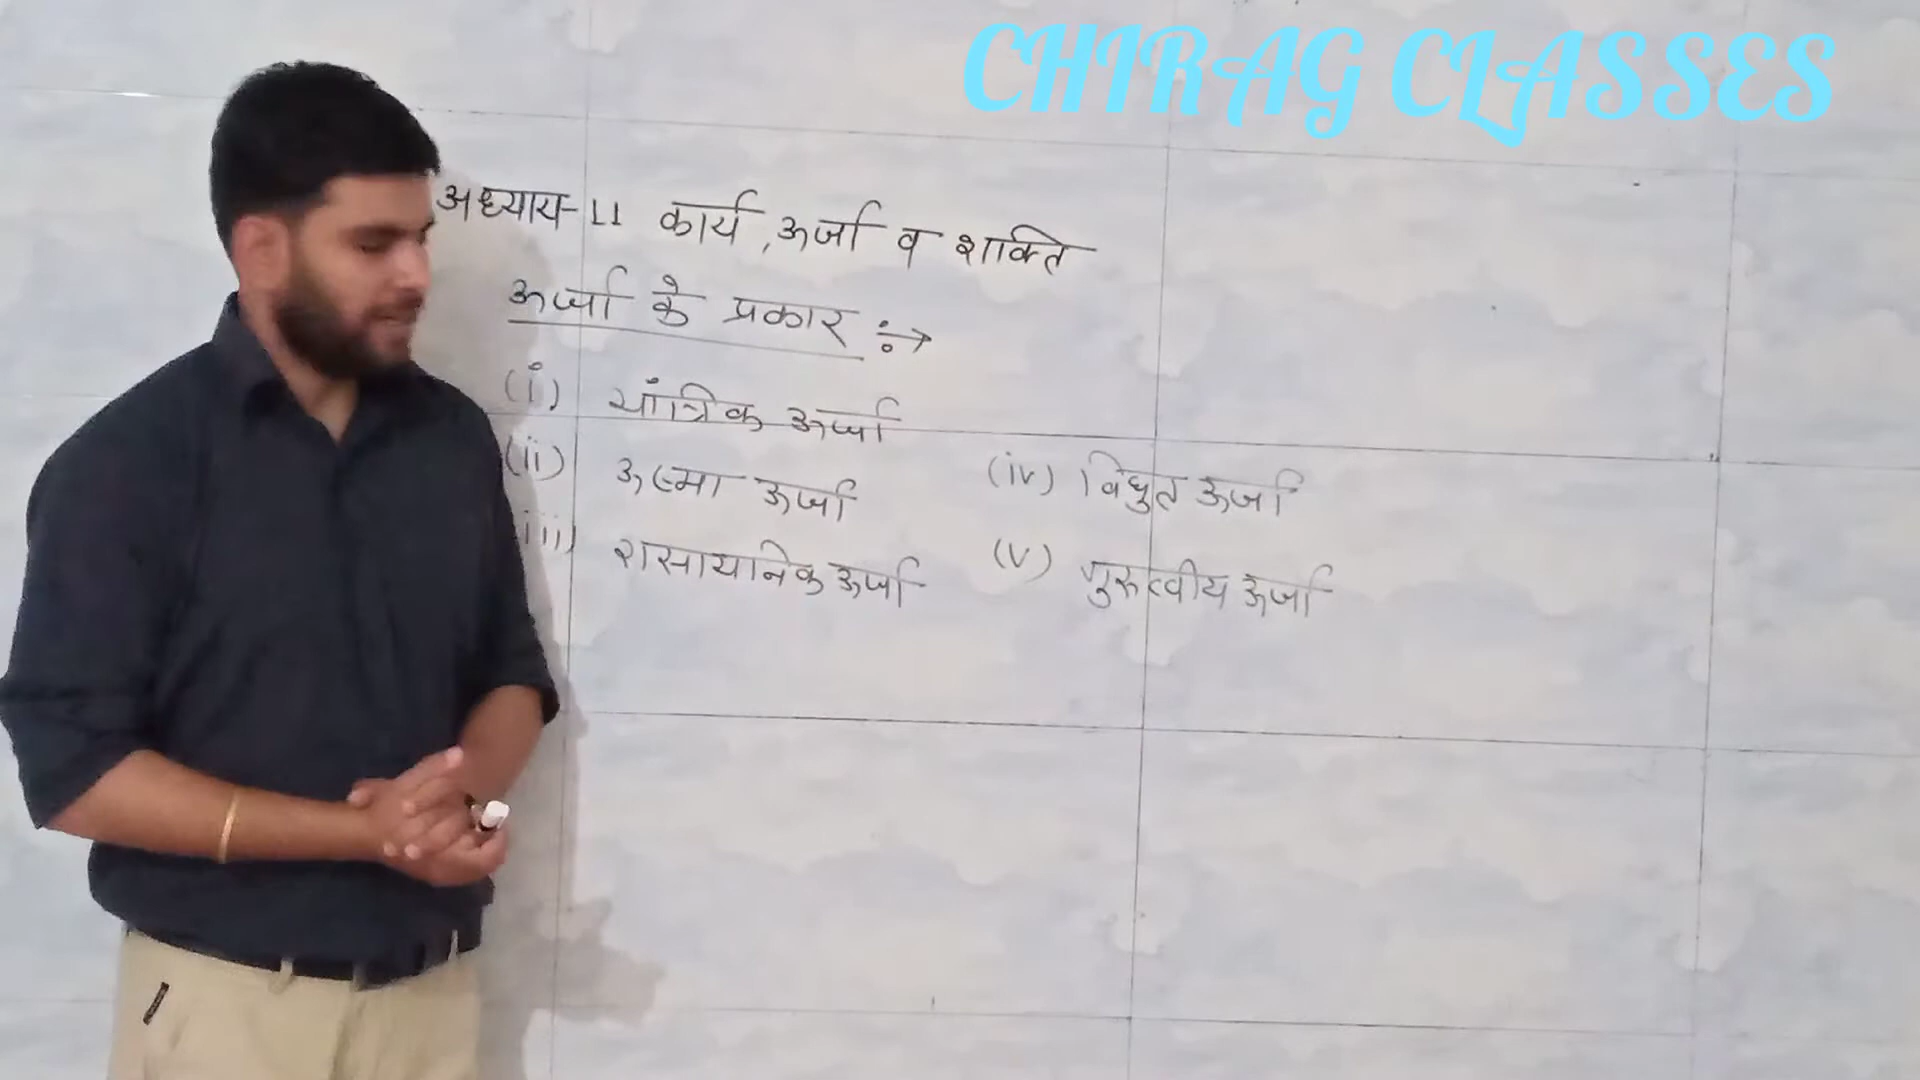 CHIRAG CLASSES
अध्याय-11 कार्य, ऊर्जा व शक्ति
ऊर्जा के प्रकार :→
(i) यांत्रिक ऊर्जा
(ii) ऊष्मा ऊर्जा
(iii) रासायनिक ऊर्जा
(iv) विधुत ऊर्जा
(v) गुरुत्वीय ऊर्जा